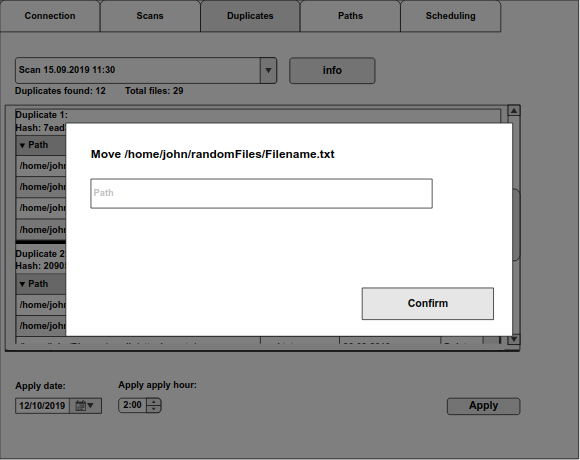 Connection Scans Duplicates Paths Scheduling
Scan 15.09.2019 11:30 info
Duplicates found: 12 Total files: 29
Duplicate 1:
Hash: 7ead
Path
/home/john
/home/john
/home/john
/home/john
Duplicate 2
Hash: 2090
Path
/home/john
/home/john
Move /home/john/randomFiles/Filename.txt
Path
Confirm
Apply date: Apply apply hour:
12/10/2019 2:00 Apply